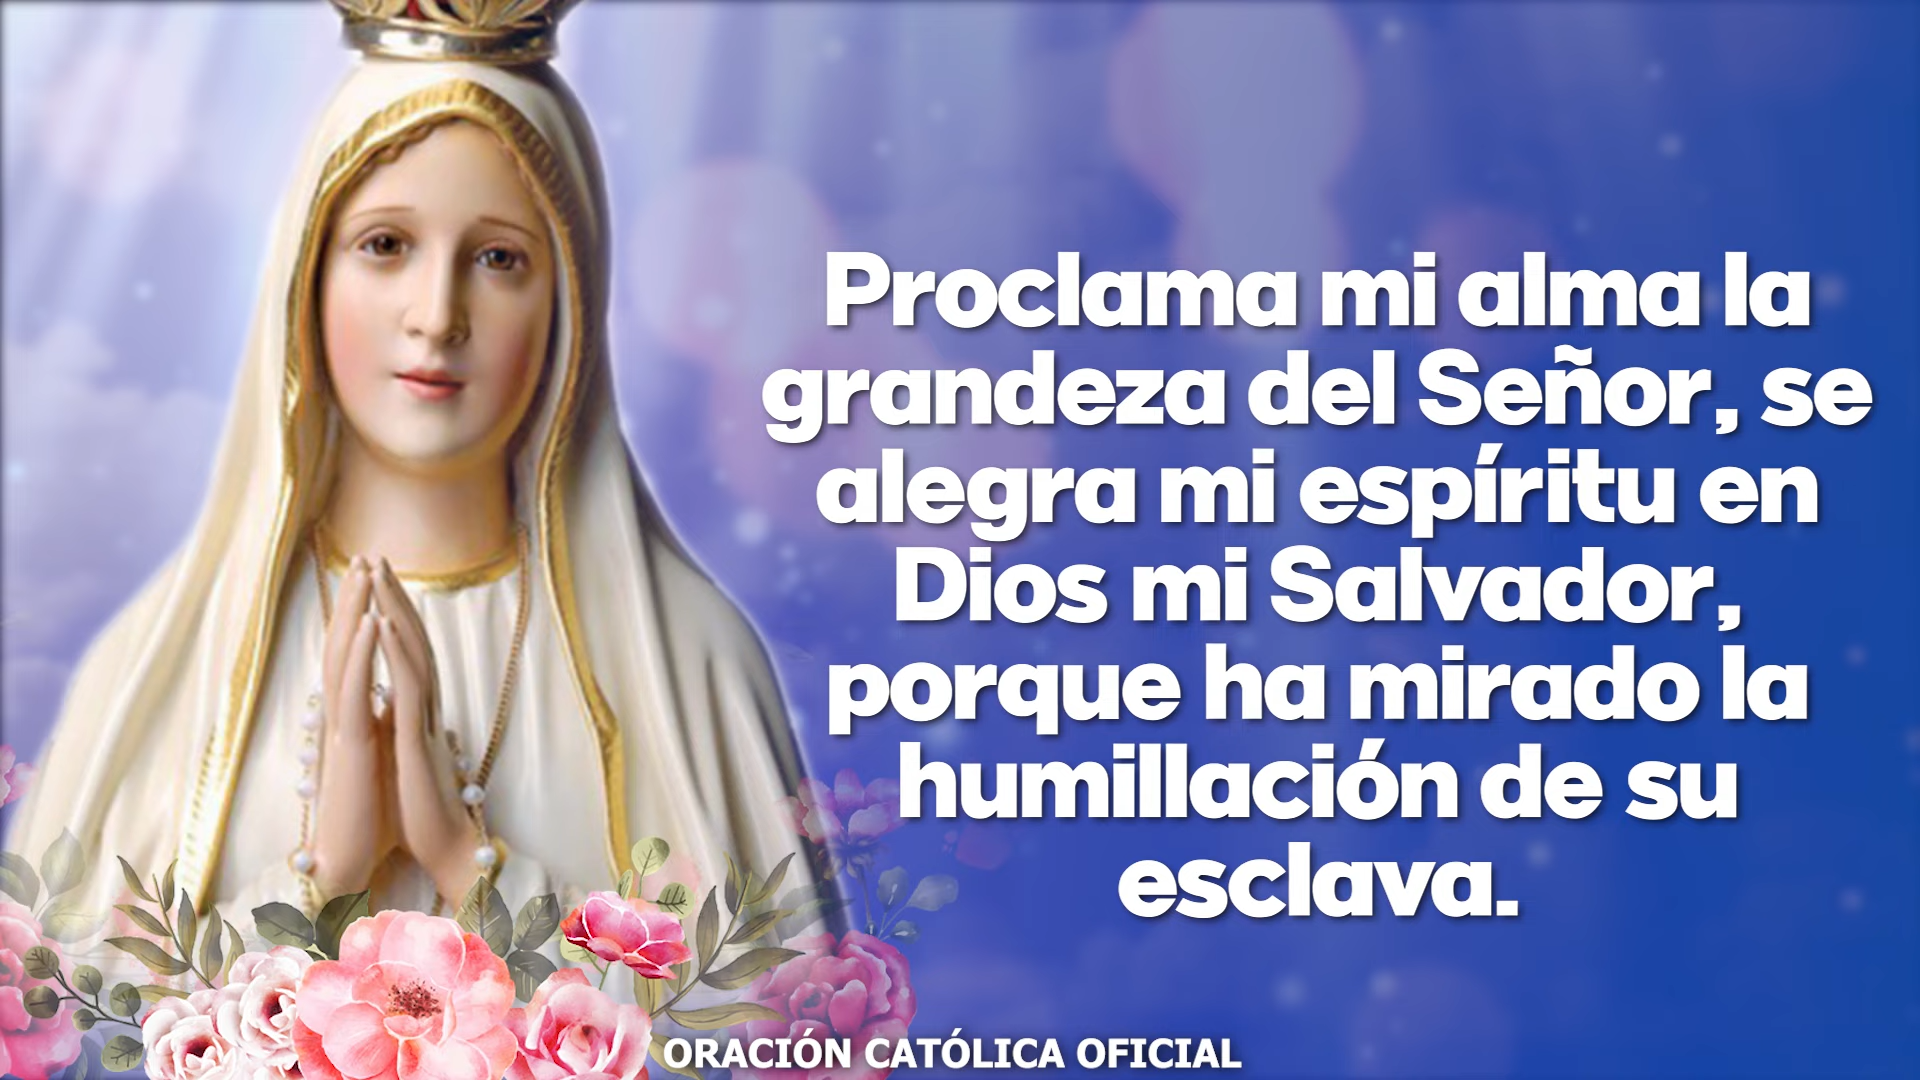 Proclama mi alma la
grandeza del Señor, se
alegra mi espíritu en
Dios mi Salvador,
porque ha mirado la
humillación de su
esclava.
ORACIÓN CATÓLICA OFICIAL